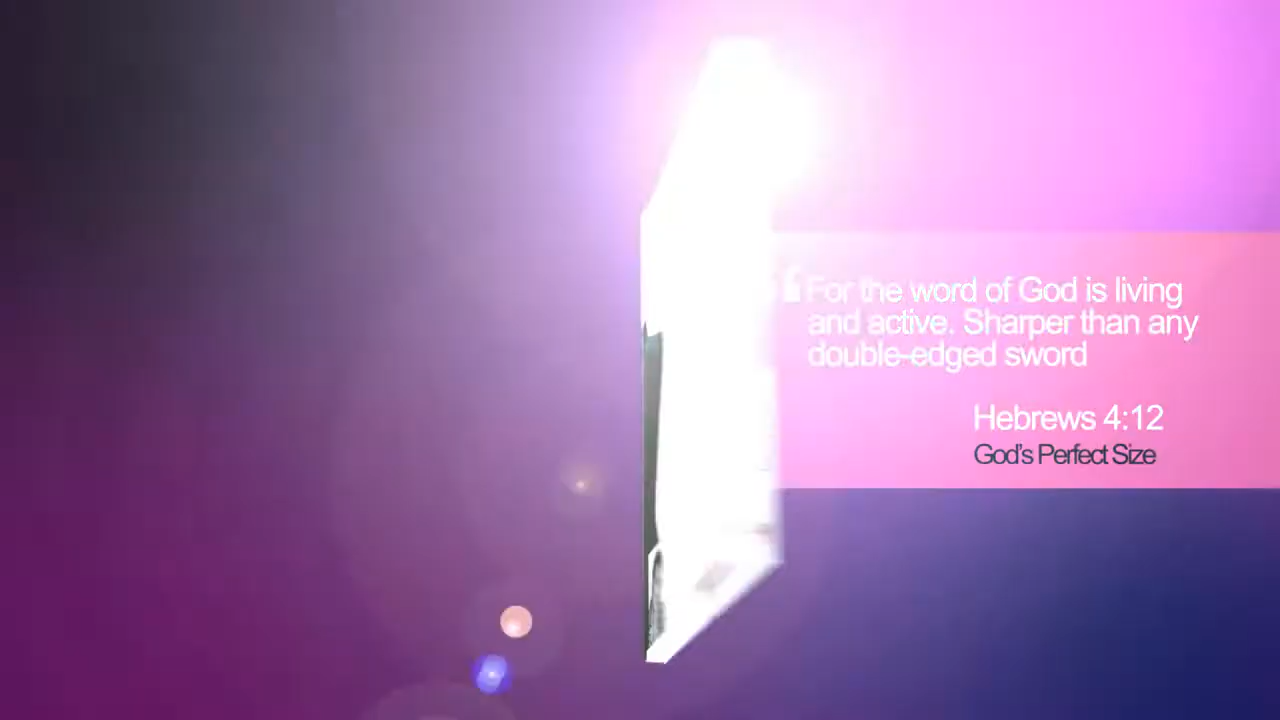 “For the word of God is living
and active. Sharper than any
double-edged sword
Hebrews 4:12
God's Perfect Size